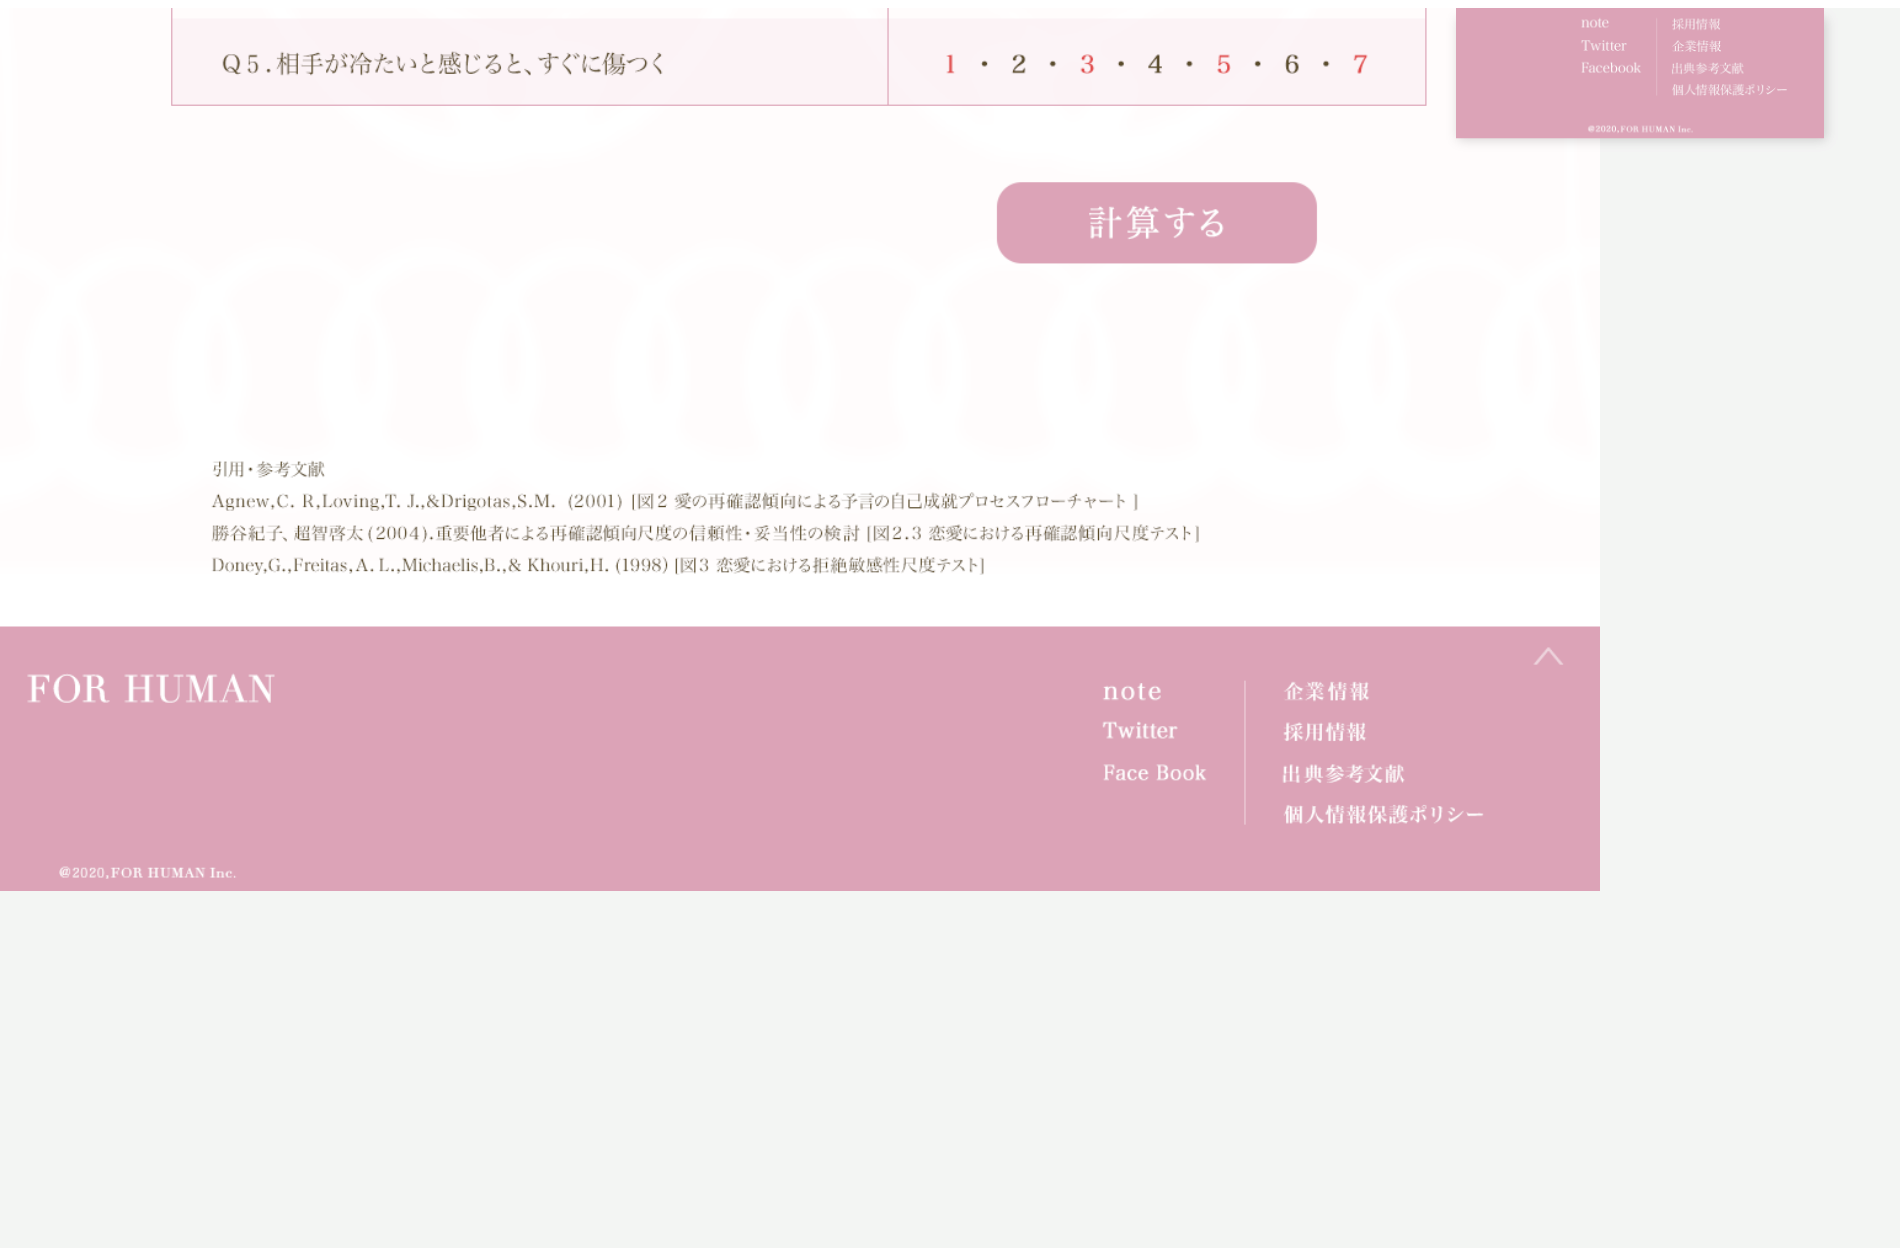 Q5.相手が冷たいと感じると、すぐに傷つく
1・2・3・4・5・6・7
計算する
引用・参考文献
Agnew,C. R,Loving,T. J.,&Drigotas,S.M. (2001) [図2 愛の再確認傾向による予言の自己成就プロセスフローチャート ]
勝谷紀子、超智啓太(2004).重要他者による再確認傾向尺度の信頼性・妥当性の検討 [図2.3 恋愛における再確認傾向尺度テスト]
Doney,G.,Freitas,A. L.,Michaelis,B.,& Khouri,H. (1998) [図3 恋愛における拒絶敏感性尺度テスト]
FOR HUMAN
note
Twitter
Face Book
企業情報
採用情報
出典参考文献
個人情報保護ポリシー
@2020,FOR HUMAN Inc.
note
Twitter
Facebook
採用情報
企業情報
出典参考文献
個人情報保護ポリシー
@2020,FOR HUMAN Inc.